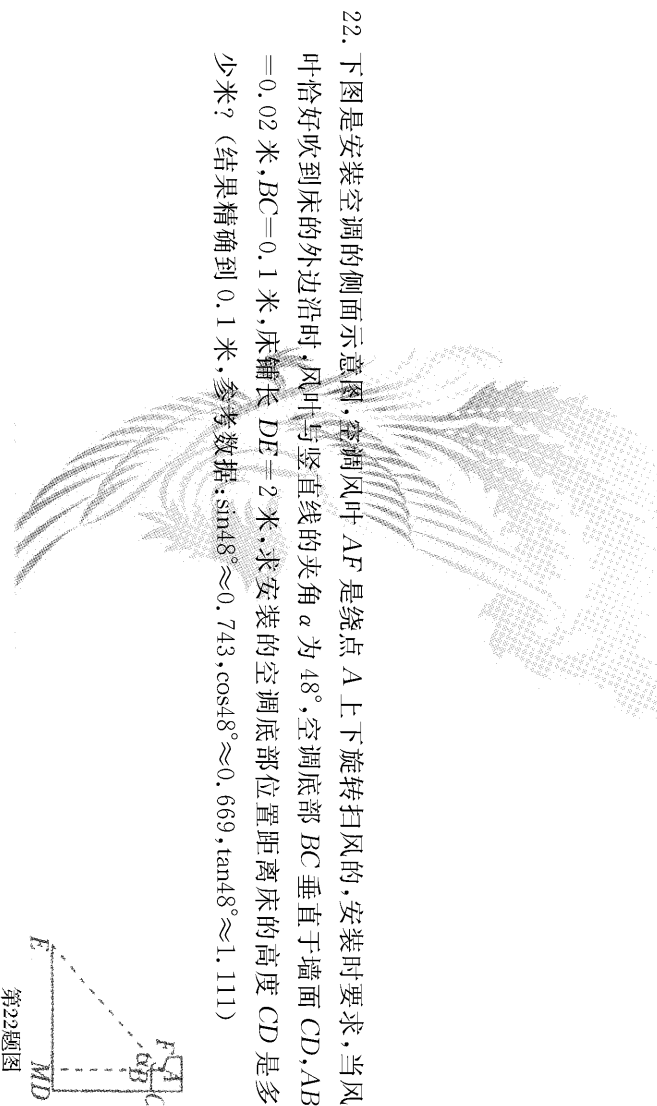 22. 下图是安装空调的侧面示意图,空调风叶 AF 是绕点 A 上下旋转扫风的,安装时要求,当风
叶恰好吹到床的外边沿时,风叶与竖直线的夹角 α 为 48°,空调底部 BC 垂直于墙面 CD,AB
=0.02 米,BC=0.1 米,床铺长 DE=2 米,求安装的空调底部位置距离床的高度 CD 是多
少米?(结果精确到 0.1 米,参考数据:sin48°≈0.743,cos48°≈0.669,tan48°≈1.111)
F
A
α
B
C
E
M
D
第22题图